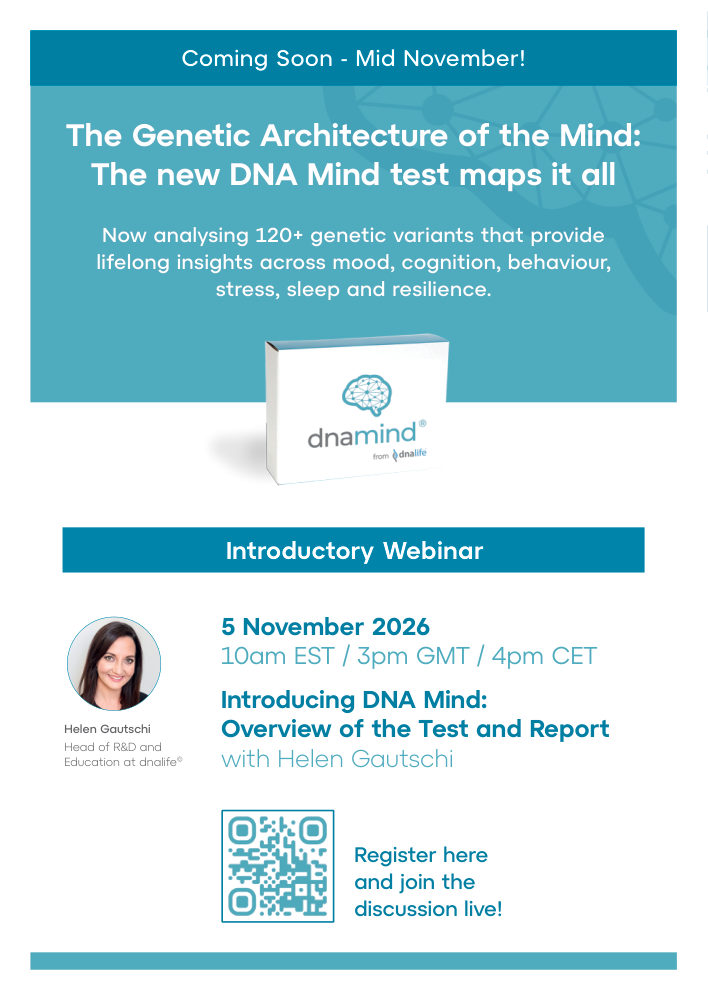 Coming Soon - Mid November!
The Genetic Architecture of the Mind:
The new DNA Mind test maps it all
Now analysing 120+ genetic variants that provide
lifelong insights across mood, cognition, behaviour,
stress, sleep and resilience.
dnamind®
from dnalife
Introductory Webinar
5 November 2026
10am EST / 3pm GMT / 4pm CET
Introducing DNA Mind:
Overview of the Test and Report
with Helen Gautschi
Helen Gautschi
Head of R&D and
Education at dnalife®
Register here
and join the
discussion live!